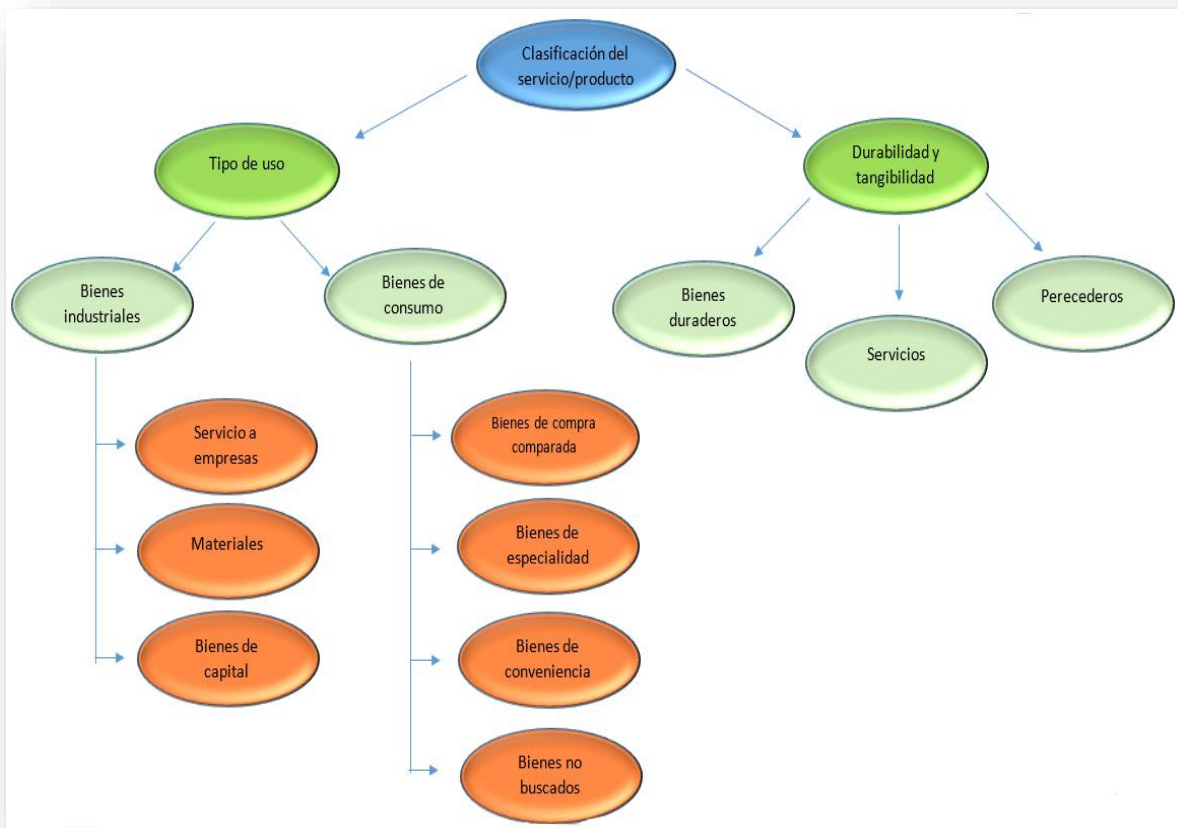 Clasificación del
servicio/producto
Tipo de uso
Durabilidad y
tangibilidad
Bienes
industriales
Bienes de
consumo
Bienes
duraderos
Servicios
Perecederos
Servicio a
empresas
Materiales
Bienes de
capital
Bienes de compra
comparada
Bienes de
especialidad
Bienes de
conveniencia
Bienes no
buscados